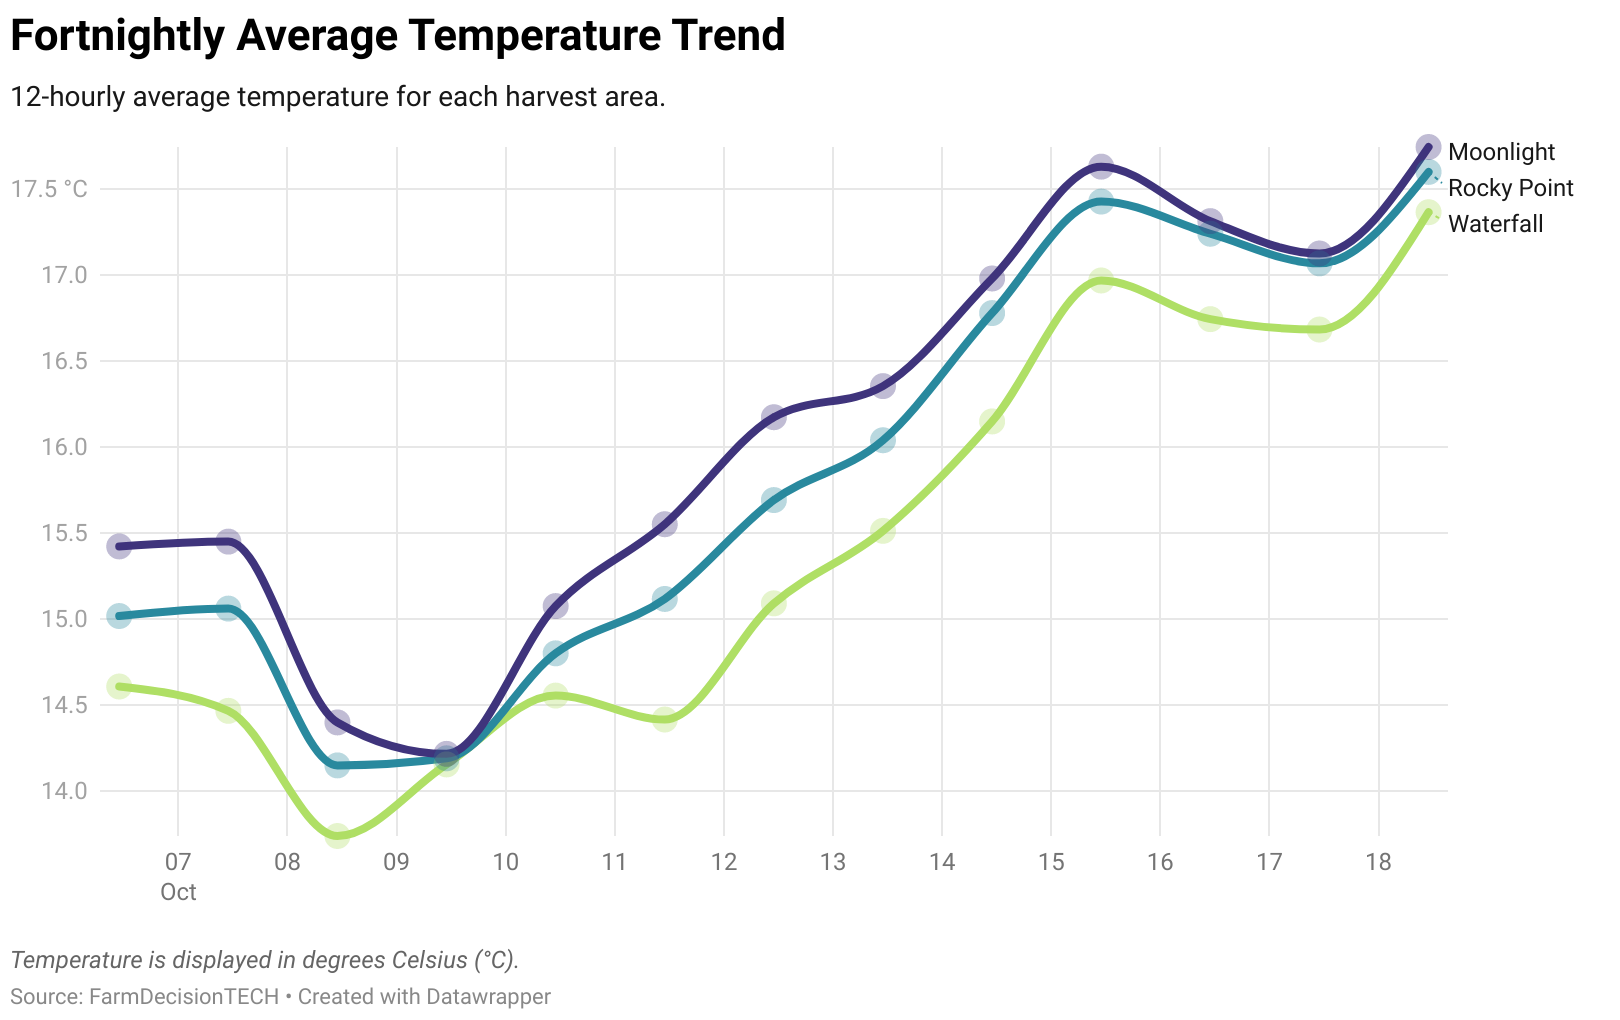 Fortnightly Average Temperature Trend
12-hourly average temperature for each harvest area.
Moonlight
17.5 °C
Rocky Point
Waterfall
17.0
16.5
16.0
15.5
15.0
14.5
14.0
07 08 09 10 11 12 13 14 15 16 17 18
Oct
Temperature is displayed in degrees Celsius (°C).
Source: FarmDecisionTECH • Created with Datawrapper